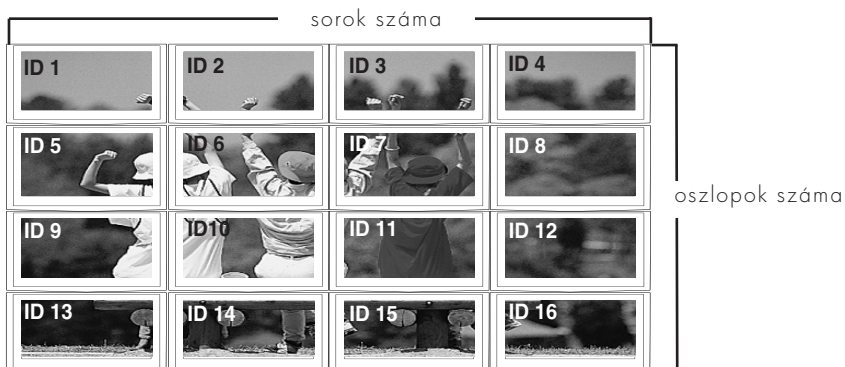 sorok száma
ID 1 ID 2 ID 3 ID 4
ID 5 ID 6 ID 7 ID 8
oszlopok száma
ID 9 ID10 ID 11 ID 12
ID 13 ID 14 ID 15 ID 16